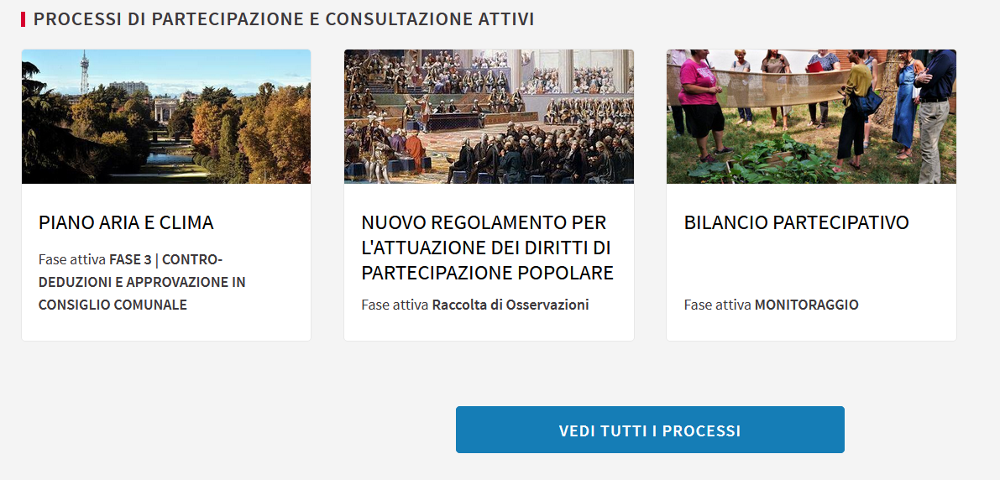 PROCESSI DI PARTECIPAZIONE E CONSULTAZIONE ATTIVI
PIANO ARIA E CLIMA
Fase attiva FASE 3 | CONTRO-
DEDUZIONI E APPROVAZIONE IN
CONSIGLIO COMUNALE
NUOVO REGOLAMENTO PER
L'ATTUAZIONE DEI DIRITTI DI
PARTECIPAZIONE POPOLARE
Fase attiva Raccolta di Osservazioni
BILANCIO PARTECIPATIVO
Fase attiva MONITORAGGIO
VEDI TUTTI I PROCESSI